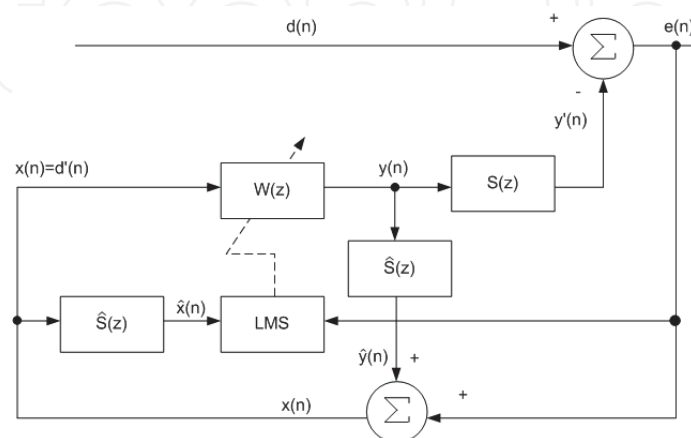 d(n)
+
Σ
e(n)
-
y'(n)
x(n)=d'(n)
W(z)
y(n)
S(z)
Ŝ(z)
Ŝ(z)
x̂(n)
LMS
ŷ(n)
+
x(n)
Σ
+